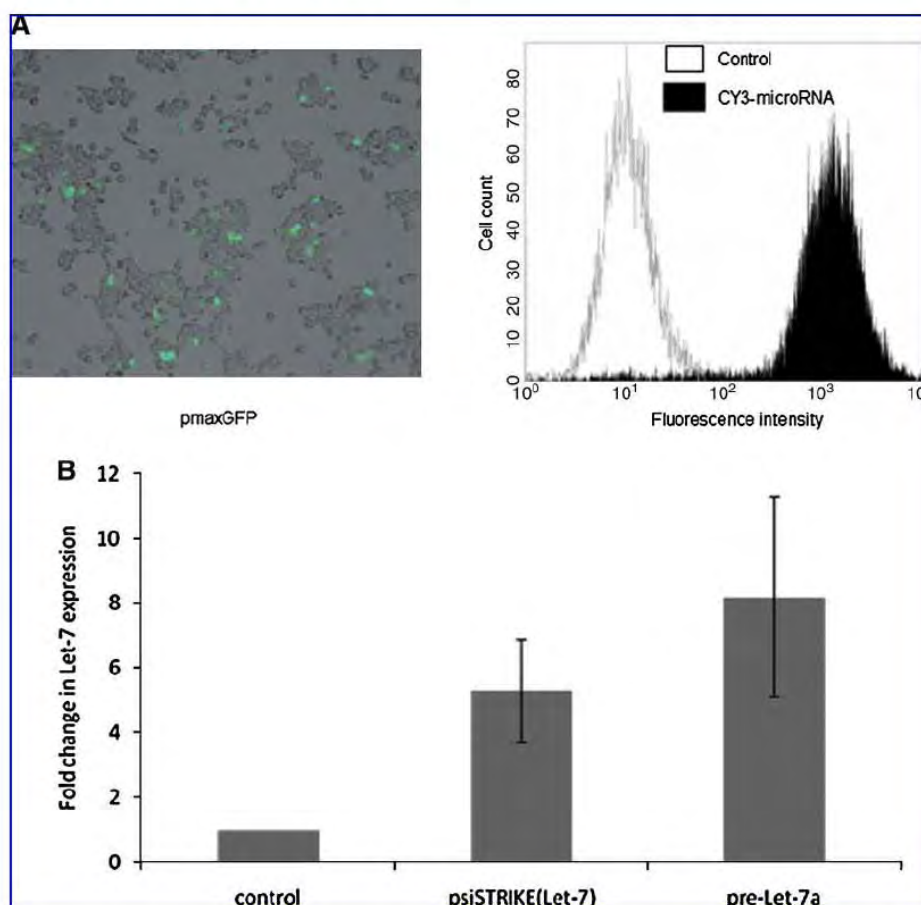 A
pmaxGFP
Control
CY3-microRNA
Cell count
80
70
60
50
40
30
20
10
0
10⁰
10¹
10²
10³
10
Fluorescence intensity
B
Fold change in Let-7 expression
12
10
8
6
4
2
0
control
psiSTRIKE(Let-7)
pre-Let-7a